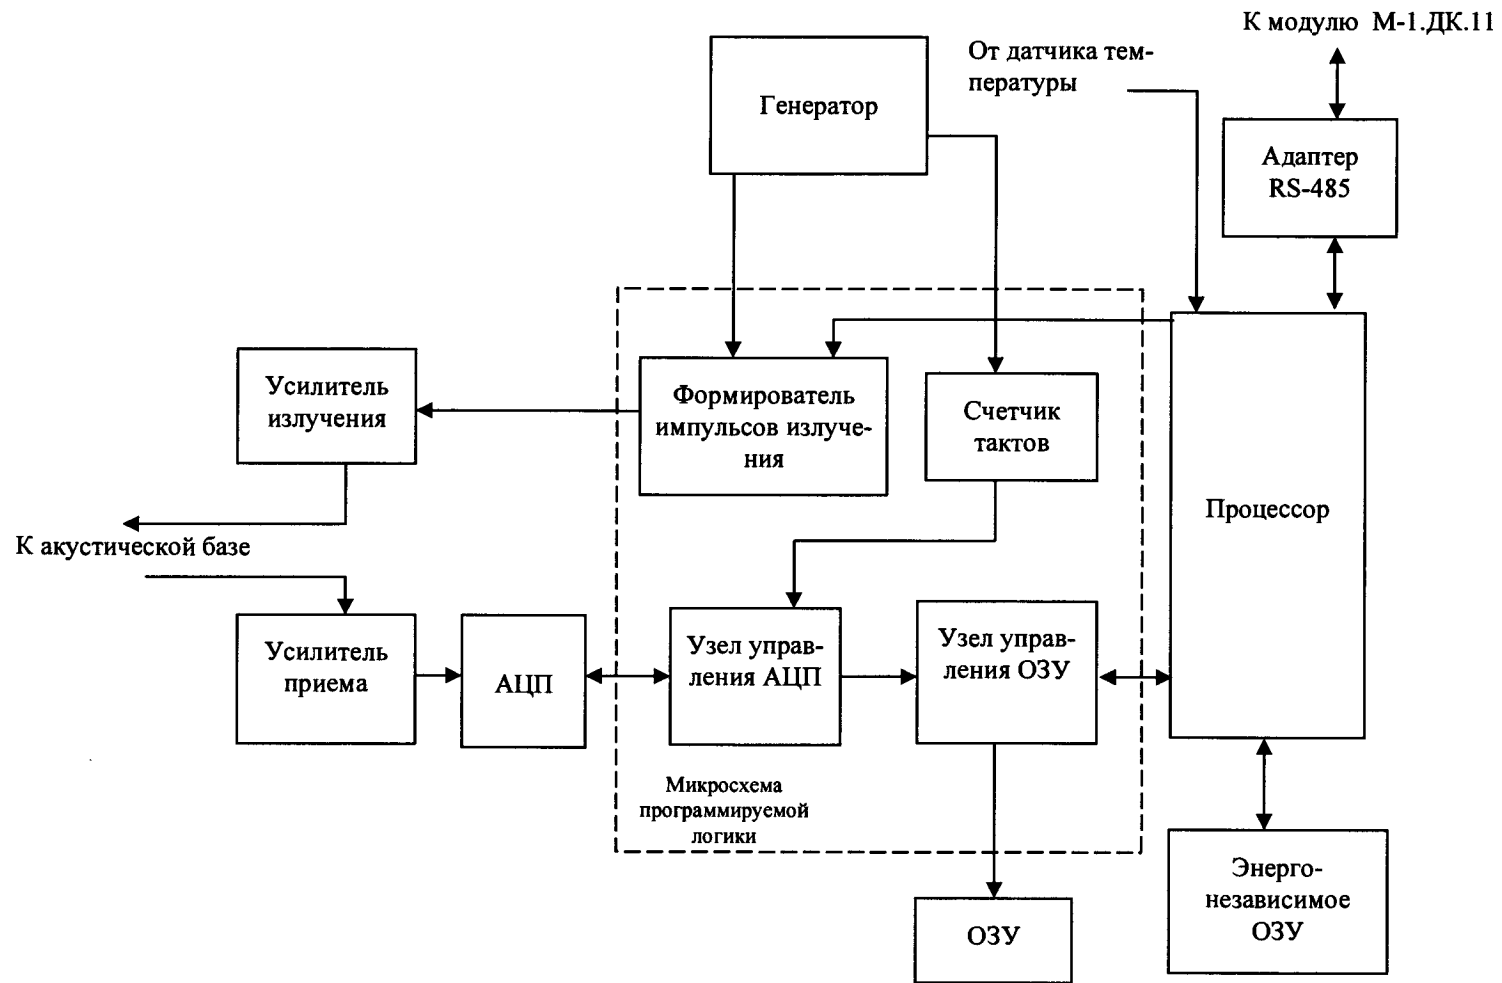 К модулю М-1.ДК.11
От датчика тем-
пературы
Генератор
Адаптер
RS-485
Усилитель
излучения
Формирователь
импульсов излуче-
ния
Счетчик
тактов
Процессор
К акустической базе
Усилитель
приема
АЦП
Узел управ-
ления АЦП
Узел управ-
ления ОЗУ
Микросхема
программируемой
логики
ОЗУ
Энерго-
независимое
ОЗУ